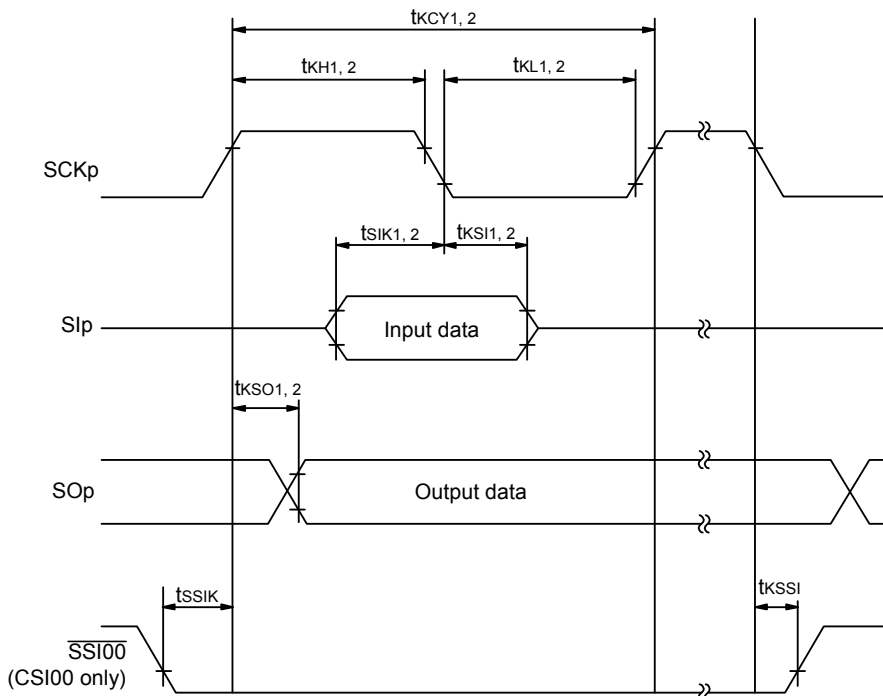 tKCY1, 2
tKH1, 2
tKL1, 2
SCKp
tSIK1, 2
tKSI1, 2
SIp
Input data
tKSO1, 2
SOp
Output data
tSSIK
tKSSI
SSI00
(CSI00 only)